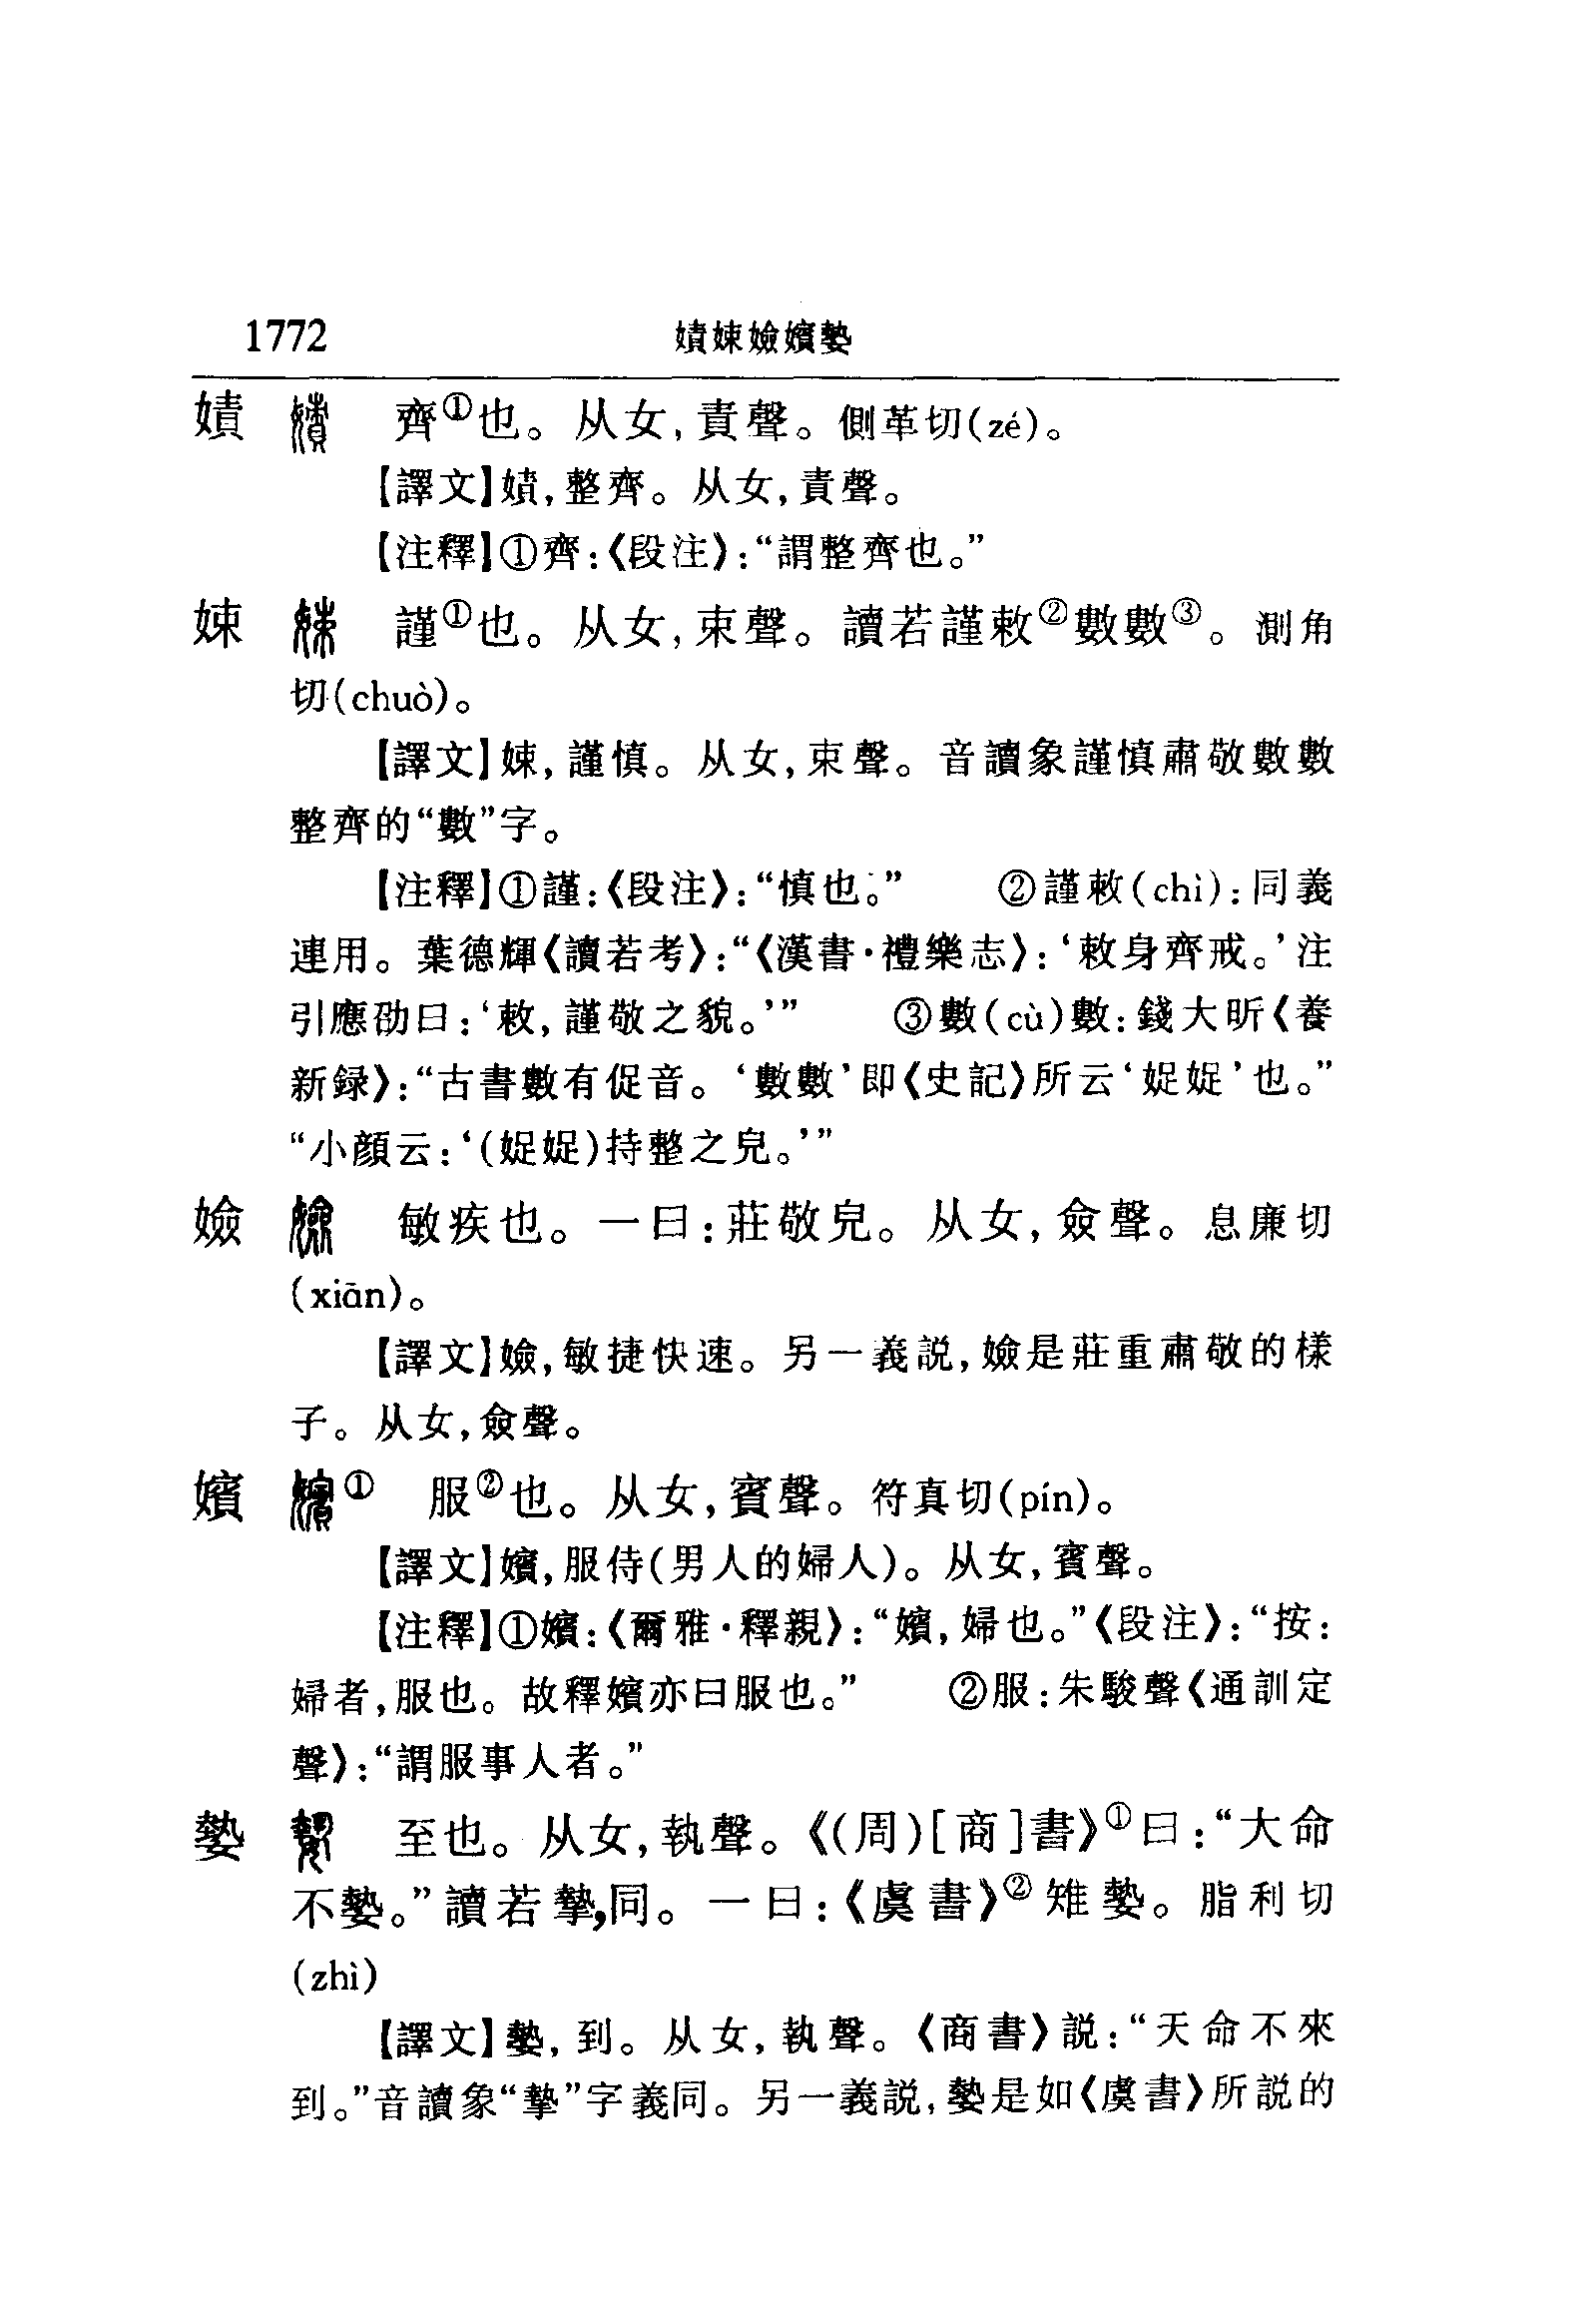 1772 嫧娕嬐嬪㛿
嫧 齊①也。从女,責聲。側革切(zé)。
【譯文】嫧,整齊。从女,責聲。
【注釋】①齊:《段注》:“謂整齊也。”
娕 謹①也。从女,束聲。讀若謹敕②數數③。測角
切(chuò)。
【譯文】娕,謹慎。从女,束聲。音讀象謹慎肅敬數數
整齊的“數”字。
【注釋】①謹:《段注》:“慎也。” ②謹敕(chì):同義
連用。葉德輝《讀若考》:“《漢書·禮樂志》:‘敕身齊戒。’注
引應劭曰:‘敕,謹敬之貌。’” ③數(cù)數:錢大昕《養
新録》:“古書數有促音。‘數數’即《史記》所云‘娖娖’也。”
“小顔云:‘(娖娖)持整之皃。’”
嬐 敏疾也。一曰:莊敬皃。从女,僉聲。息廉切
(xiān)。
【譯文】嬐,敏捷快速。另一義説,嬐是莊重肅敬的樣
子。从女,僉聲。
嬪 ① 服②也。从女,賓聲。符真切(pín)。
【譯文】嬪,服侍(男人的婦人)。从女,賓聲。
【注釋】①嬪:《爾雅·釋親》:“嬪,婦也。”《段注》:“按:
婦者,服也。故釋嬪亦曰服也。” ②服:朱駿聲《通訓定
聲》:“謂服事人者。”
㛿 至也。从女,執聲。《(周)[商]書》①曰:“大命
不㛿。”讀若摯,同。一曰:《虞書》②雉㛿。脂利切
(zhì)
【譯文】㛿,到。从女,執聲。《商書》説:“天命不來
到。”音讀象“摯”字義同。另一義説,㛿是如《虞書》所説的